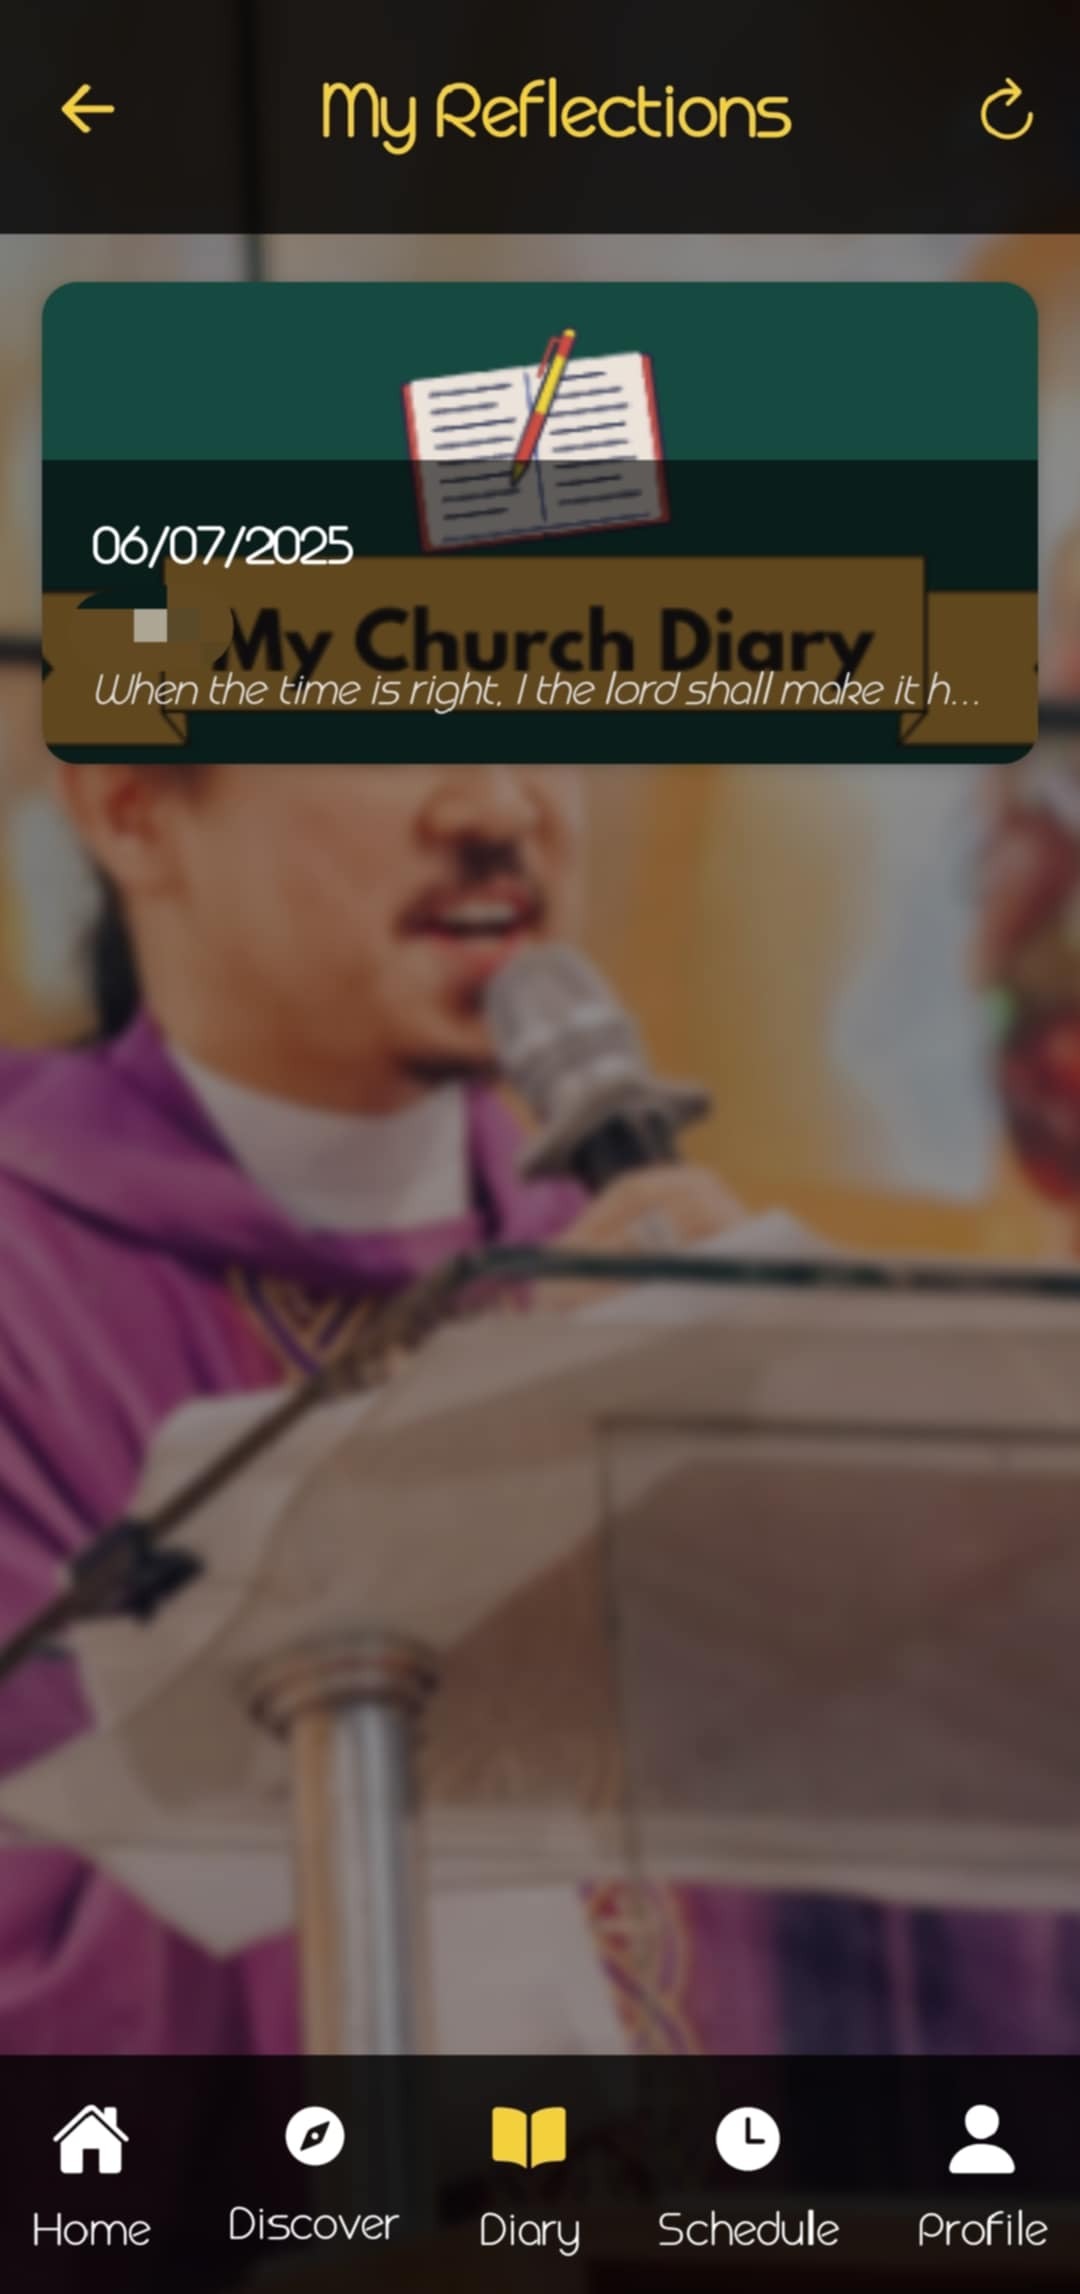 My Reflections
06/07/2025
My Church Diary
When the time is right, I the lord shall make it h...
Home
Discover
Diary
Schedule
Profile